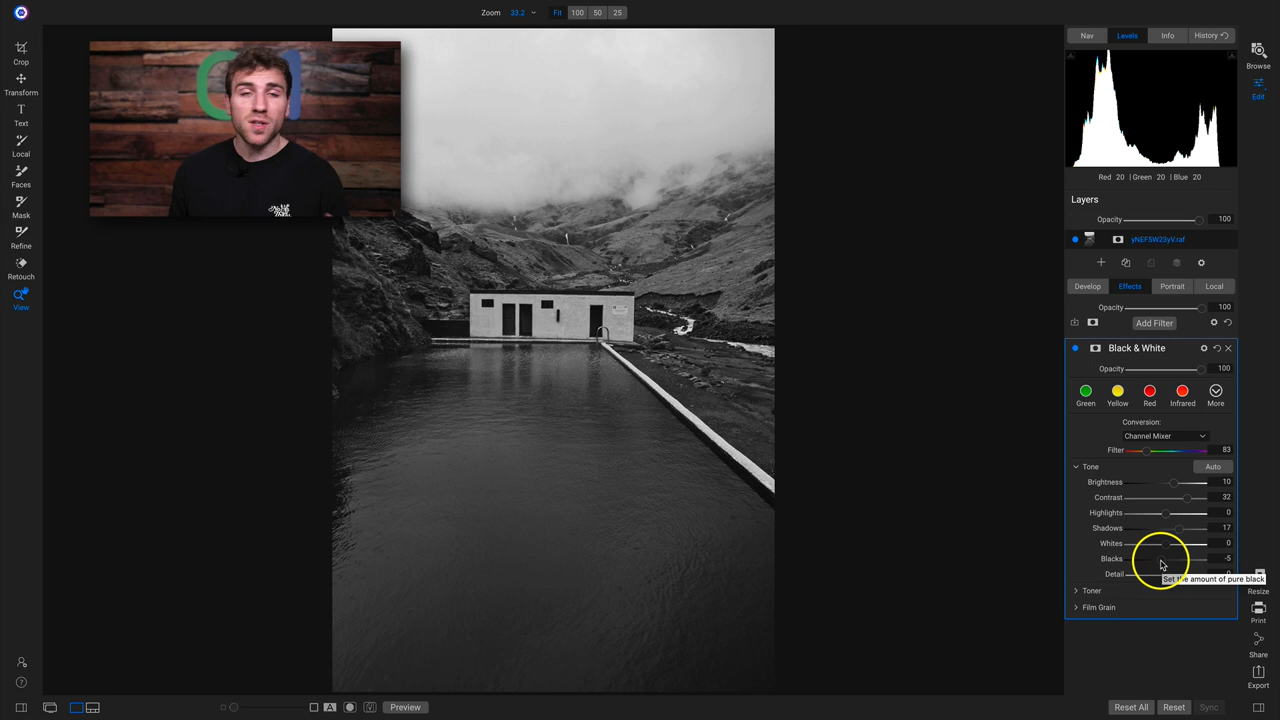 Zoom 33.2 Fit 100 50 25
Crop
Transform
Text
Local
Faces
Mask
Refine
Retouch
View
Nav Levels Info History
Red 20 | Green 20 | Blue 20
Layers
Opacity 100
yNEF5W23yV.raf
Develop Effects Portrait Local
Opacity 100
Add Filter
Black & White
Opacity 100
Green Yellow Red Infrared More
Conversion:
Channel Mixer
Filter 83
Tone Auto
Brightness 10
Contrast 32
Highlights 0
Shadows 17
Whites 0
Blacks -5
Detail
Set the amount of pure black
Toner
Film Grain
Browse
Edit
Resize
Print
Share
Export
A
Preview
Reset All Reset Sync